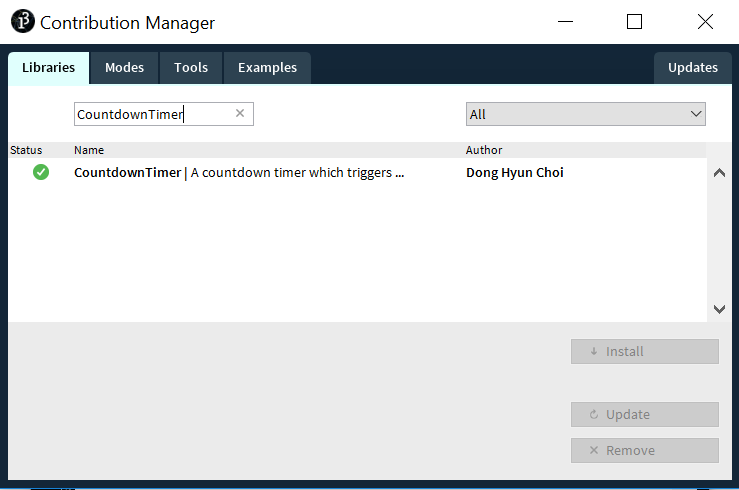 Contribution Manager
Libraries Modes Tools Examples Updates
CountdownTimer All
Status Name Author
CountdownTimer | A countdown timer which triggers ... Dong Hyun Choi
Install
Update
Remove